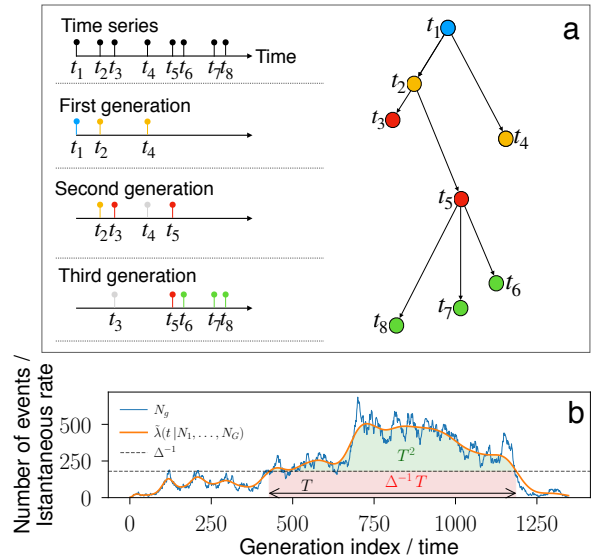 Time series
Time
t1 t2 t3 t4 t5 t6 t7 t8
First generation
t1 t2 t4
Second generation
t2 t3 t4 t5
Third generation
t3 t5 t6 t7 t8
a
t1
t2
t3
t4
t5
t6
t7
t8
b
Number of events /
Istantaneous rate
500
250
0
Ng
λ̂(t |N1, . . . , NG)
Δ−1
T2
T
Δ−1 T
0 250 500 750 1000 1250
Generation index / time